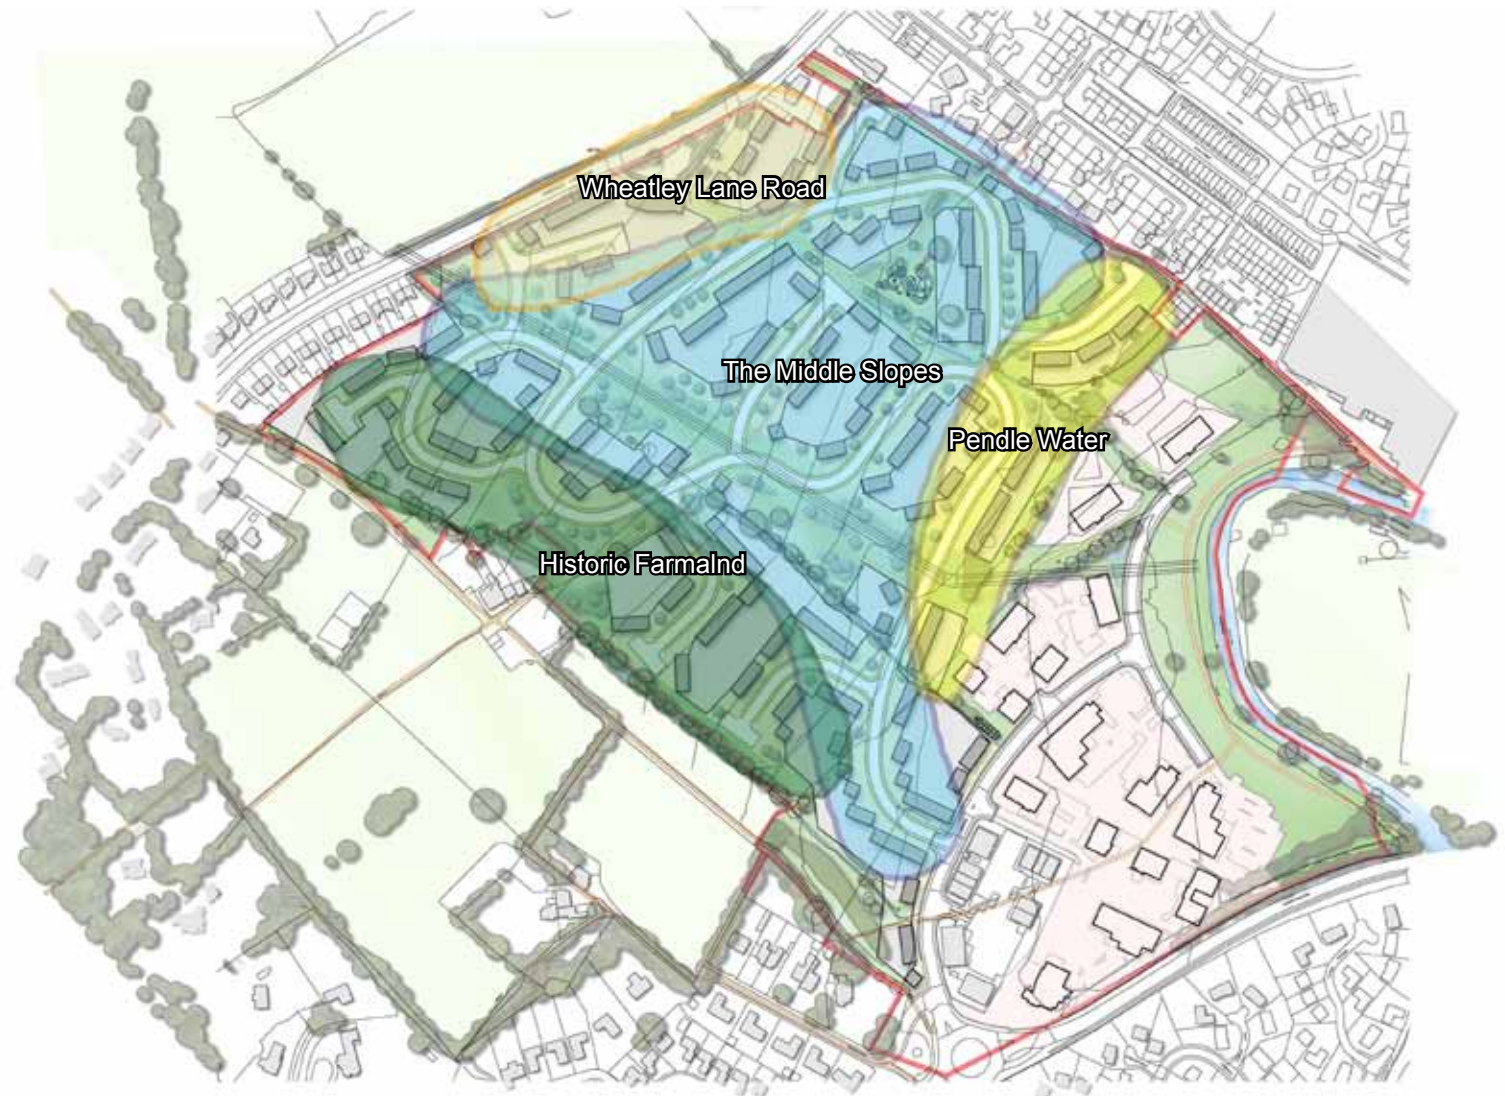 Wheatley Lane Road
The Middle Slopes
Pendle Water
Historic Farmalnd